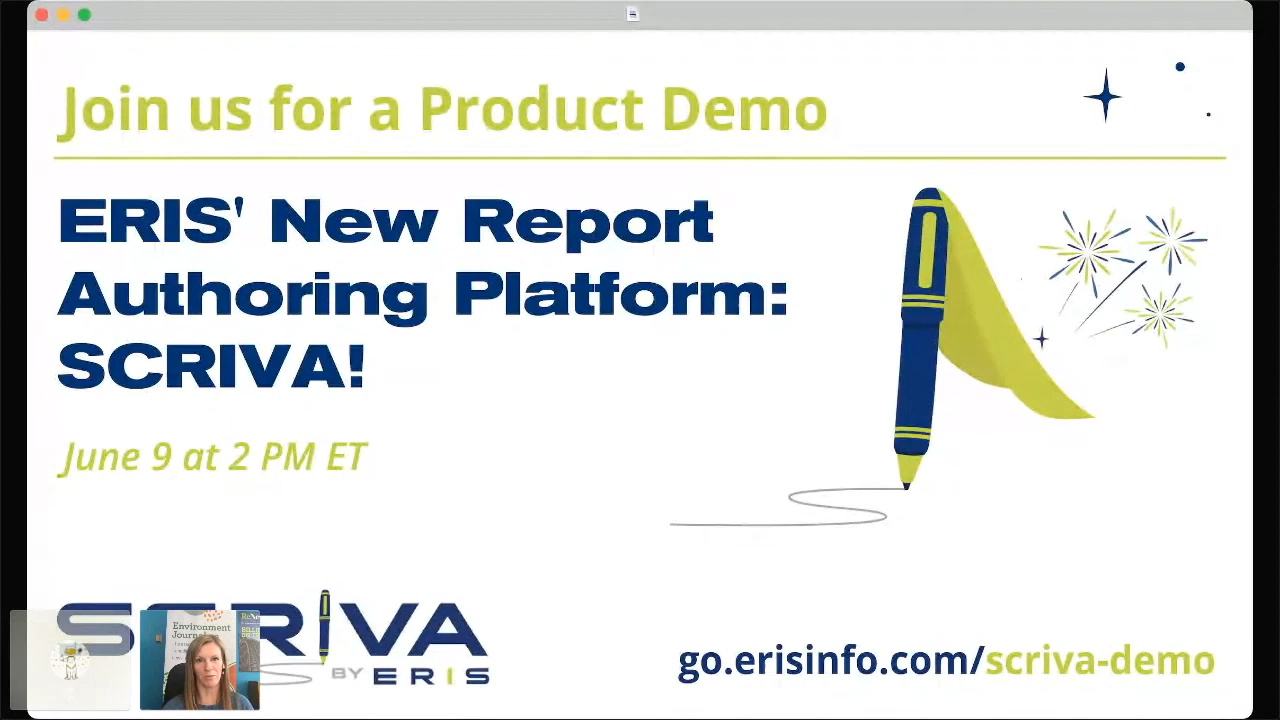 Join us for a Product Demo
ERIS' New Report
Authoring Platform:
SCRIVA!
June 9 at 2 PM ET
SCRIVA
BY ERIS
Environment
go.erisinfo.com/scriva-demo